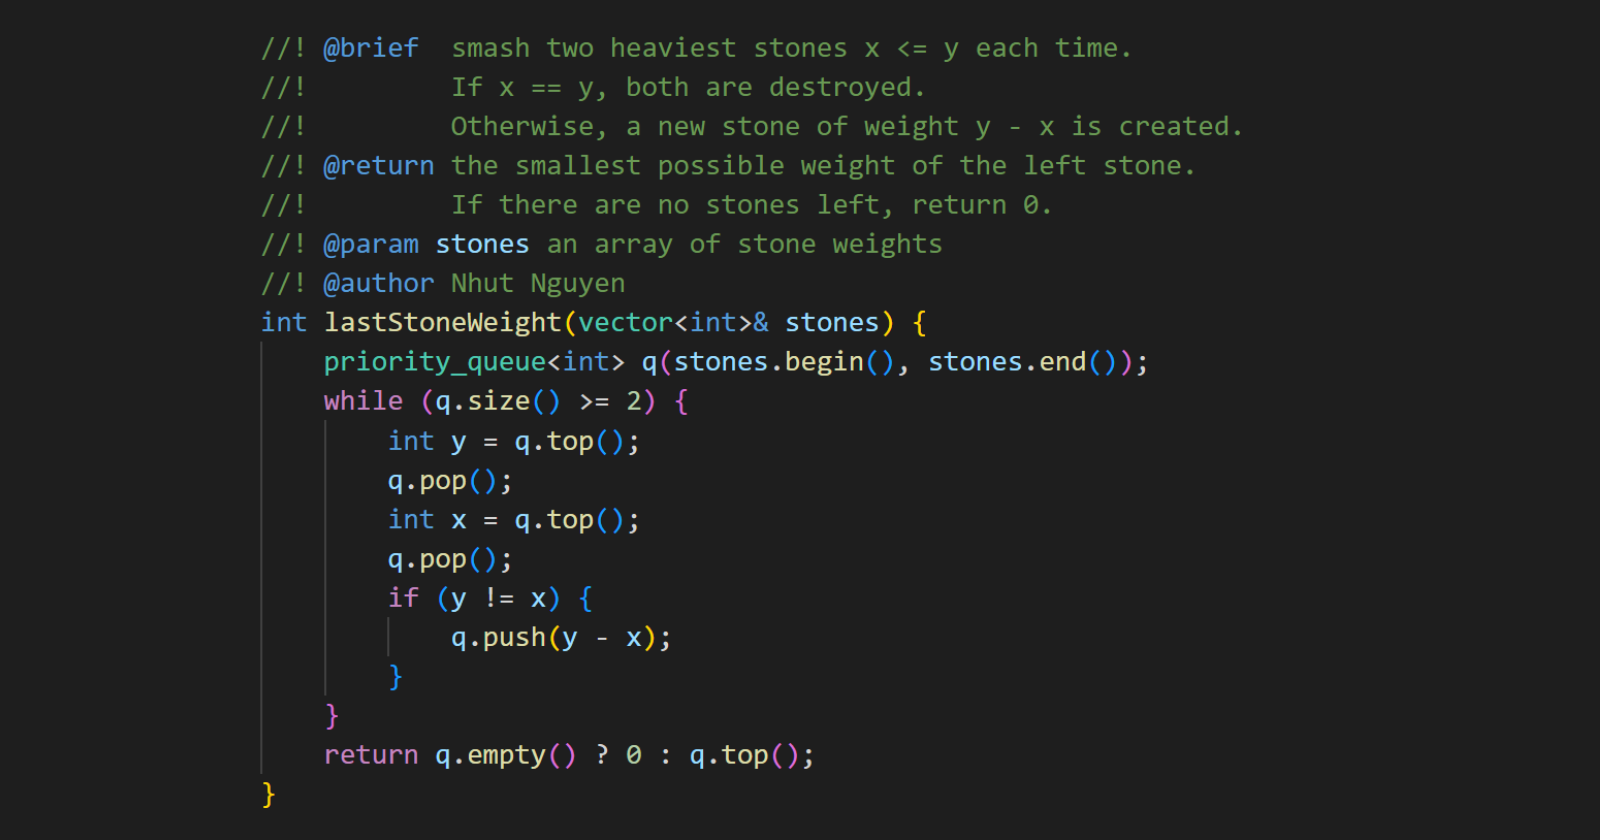 //! @brief  smash two heaviest stones x <= y each time.
//!         If x == y, both are destroyed.
//!         Otherwise, a new stone of weight y - x is created.
//! @return the smallest possible weight of the left stone.
//!         If there are no stones left, return 0.
//! @param stones an array of stone weights
//! @author Nhut Nguyen
int lastStoneWeight(vector<int>& stones) {
    priority_queue<int> q(stones.begin(), stones.end());
    while (q.size() >= 2) {
        int y = q.top();
        q.pop();
        int x = q.top();
        q.pop();
        if (y != x) {
            q.push(y - x);
        }
    }
    return q.empty() ? 0 : q.top();
}